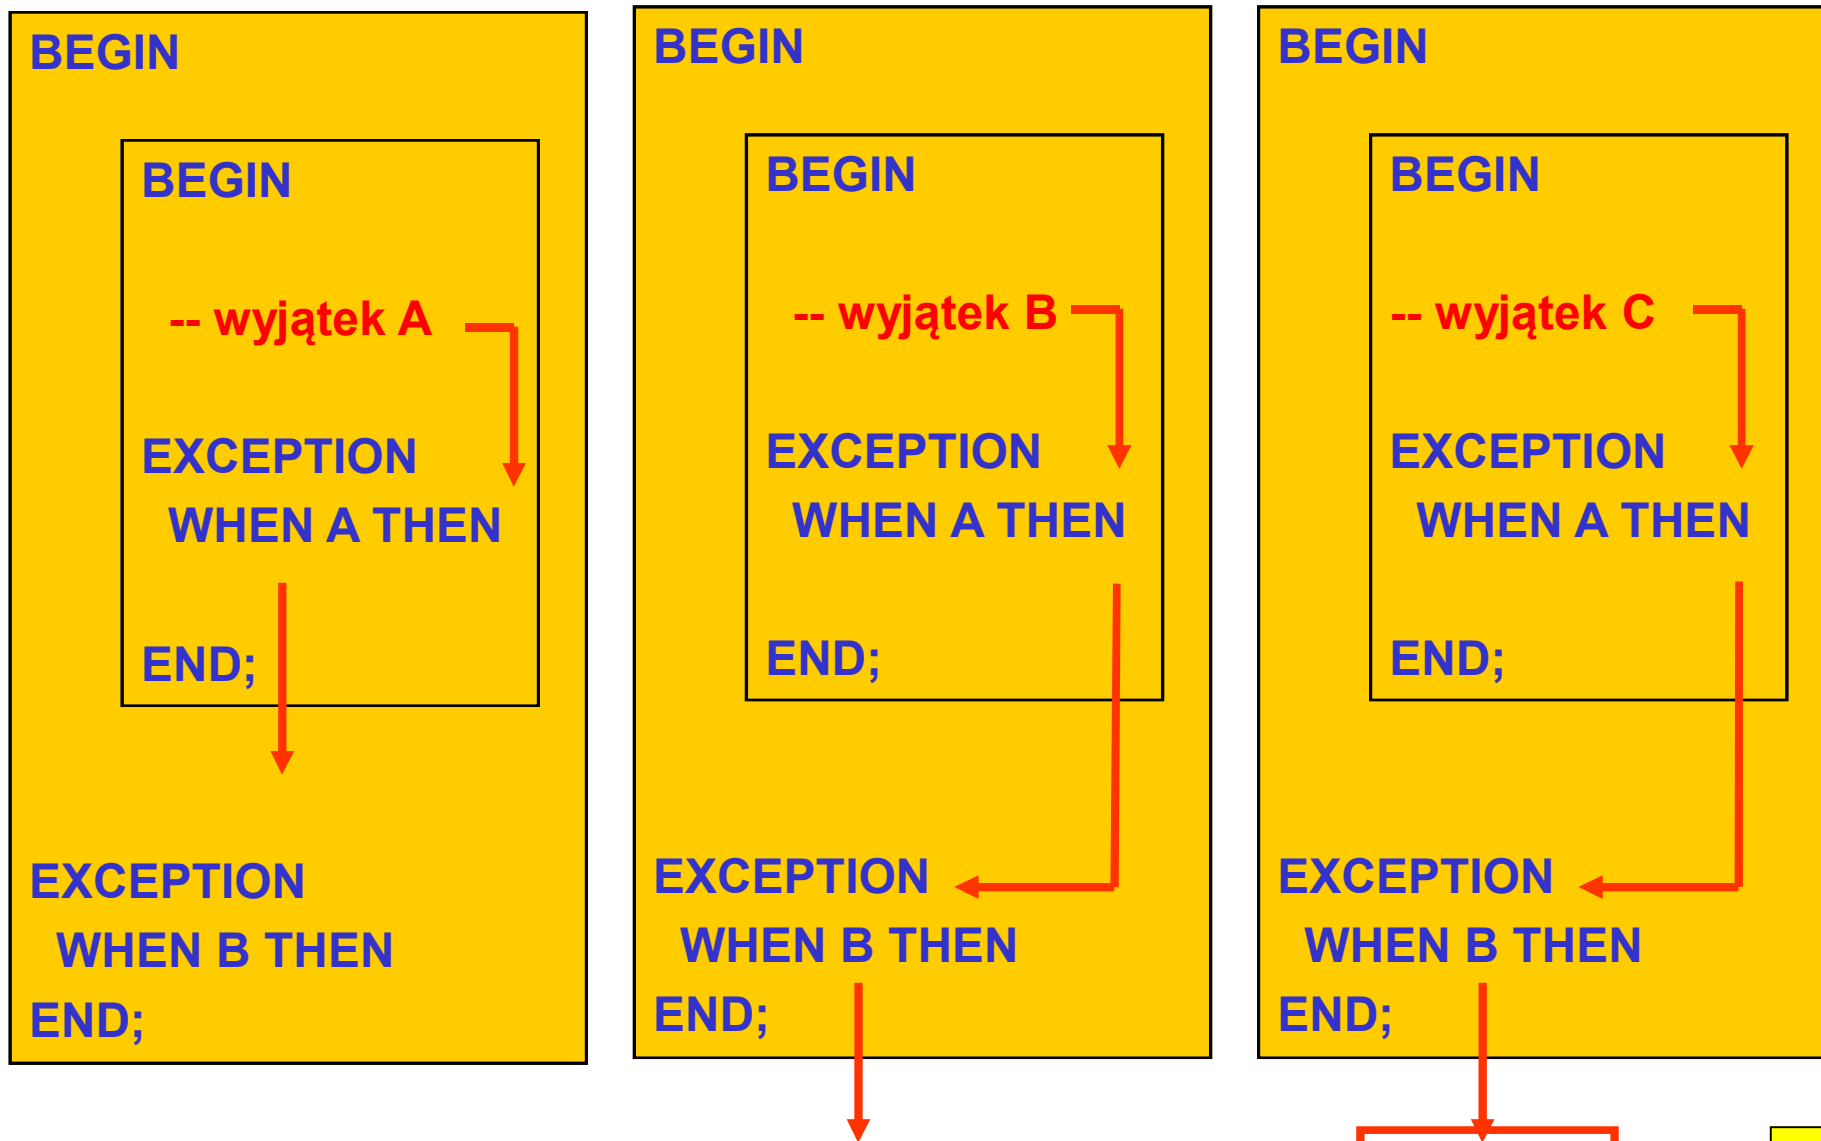 BEGIN
BEGIN
-- wyjątek A
EXCEPTION
WHEN A THEN
END;
EXCEPTION
WHEN B THEN
END;
BEGIN
BEGIN
-- wyjątek B
EXCEPTION
WHEN A THEN
END;
EXCEPTION
WHEN B THEN
END;
BEGIN
BEGIN
-- wyjątek C
EXCEPTION
WHEN A THEN
END;
EXCEPTION
WHEN B THEN
END;